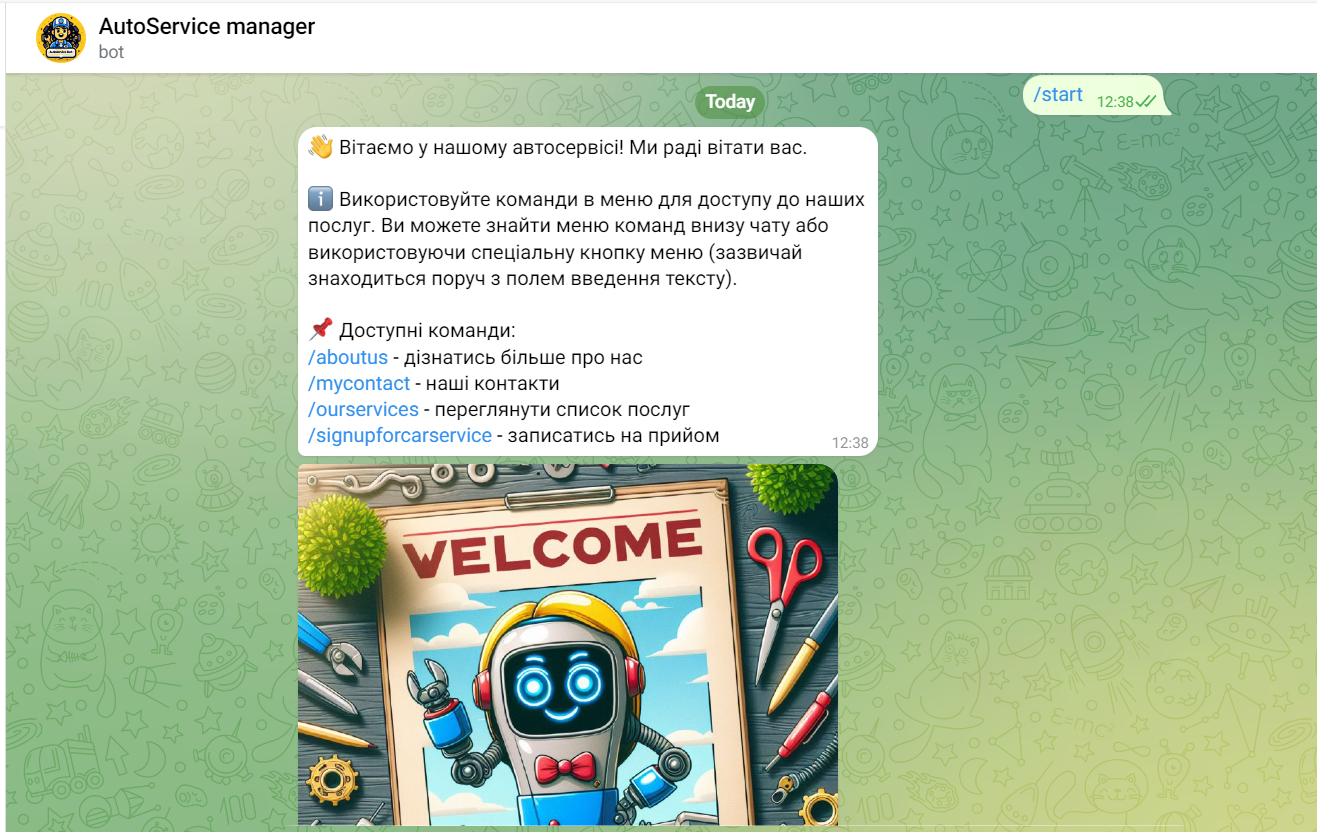 AutoService manager
bot
Today
/start 12:38
👋 Вітаємо у нашому автосервісі! Ми раді вітати вас.
ℹ️ Використовуйте команди в меню для доступу до наших
послуг. Ви можете знайти меню команд внизу чату або
використовуючи спеціальну кнопку меню (зазвичай
знаходиться поруч з полем введення тексту).
📌 Доступні команди:
/aboutus - дізнатись більше про нас
/mycontact - наші контакти
/ourservices - переглянути список послуг
/signupforcarservice - записатись на прийом
12:38
WELCOME